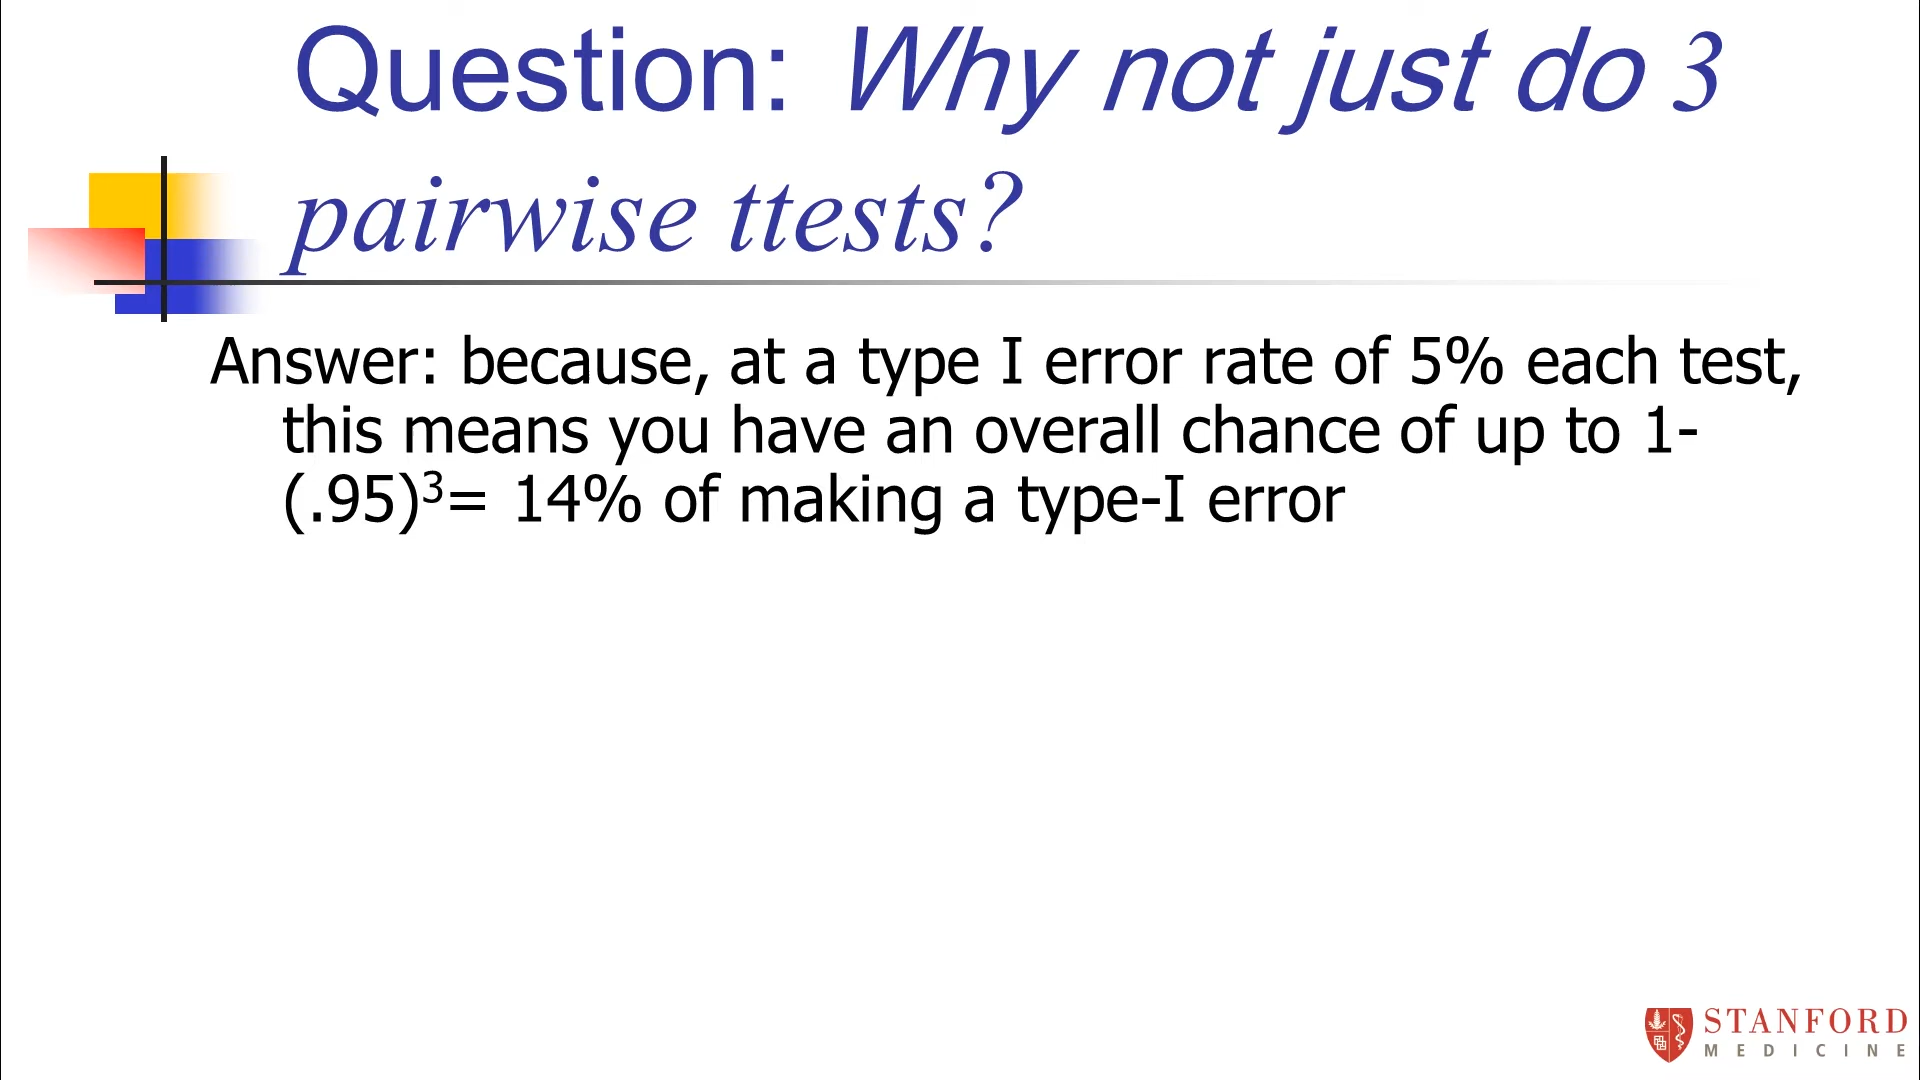 Question: Why not just do 3
pairwise ttests?
Answer: because, at a type I error rate of 5% each test,
this means you have an overall chance of up to 1-
(.95)³= 14% of making a type-I error
STANFORD
MEDICINE